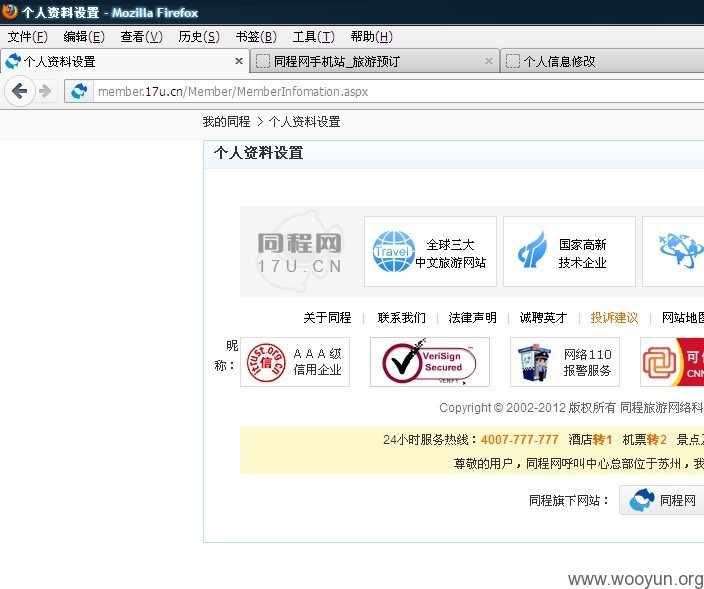 个人资料设置 - Mozilla Firefox
文件(F) 编辑(E) 查看(V) 历史(S) 书签(B) 工具(T) 帮助(H)
个人资料设置 × 同程网手机站_旅游预订 × 个人信息修改
member.17u.cn/Member/MemberInfomation.aspx
我的同程 > 个人资料设置
个人资料设置
同程网
17U.CN
Travel
全球三大
中文旅游网站
国家高新
技术企业
关于同程 | 联系我们 | 法律声明 | 诚聘英才 | 投诉建议 | 网站地图
昵
称：
itrust.org.cn
信
AAA级
信用企业
VeriSign
Secured
VERIFY
网络110
报警服务
可信
CNN
Copyright © 2002-2012 版权所有 同程旅游网络科
24小时服务热线：4007-777-777 酒店转1 机票转2 景点
尊敬的用户，同程网呼叫中心总部位于苏州，我
同程旗下网站： 同程网
www.wooyun.org